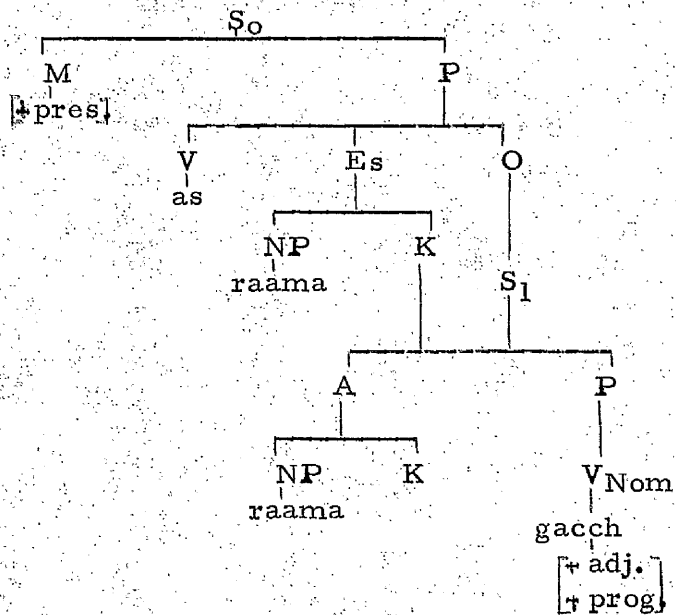 So
M P
[+pres]
V Es O
as
NP K
raama S1
A P
NP K VNom
raama
gacch
[+ adj.
+ prog]